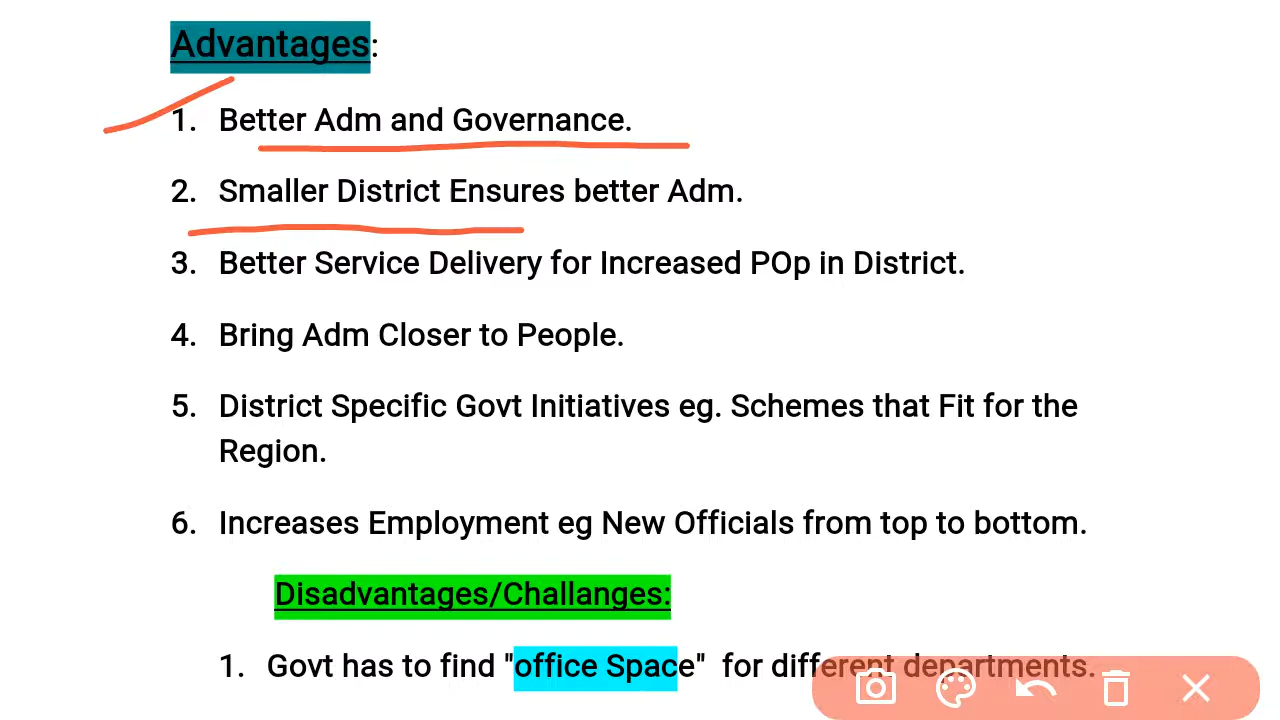 Advantages:
1. Better Adm and Governance.
2. Smaller District Ensures better Adm.
3. Better Service Delivery for Increased POp in District.
4. Bring Adm Closer to People.
5. District Specific Govt Initiatives eg. Schemes that Fit for the
Region.
6. Increases Employment eg New Officials from top to bottom.
Disadvantages/Challanges:
1. Govt has to find "office Space" for different departments.